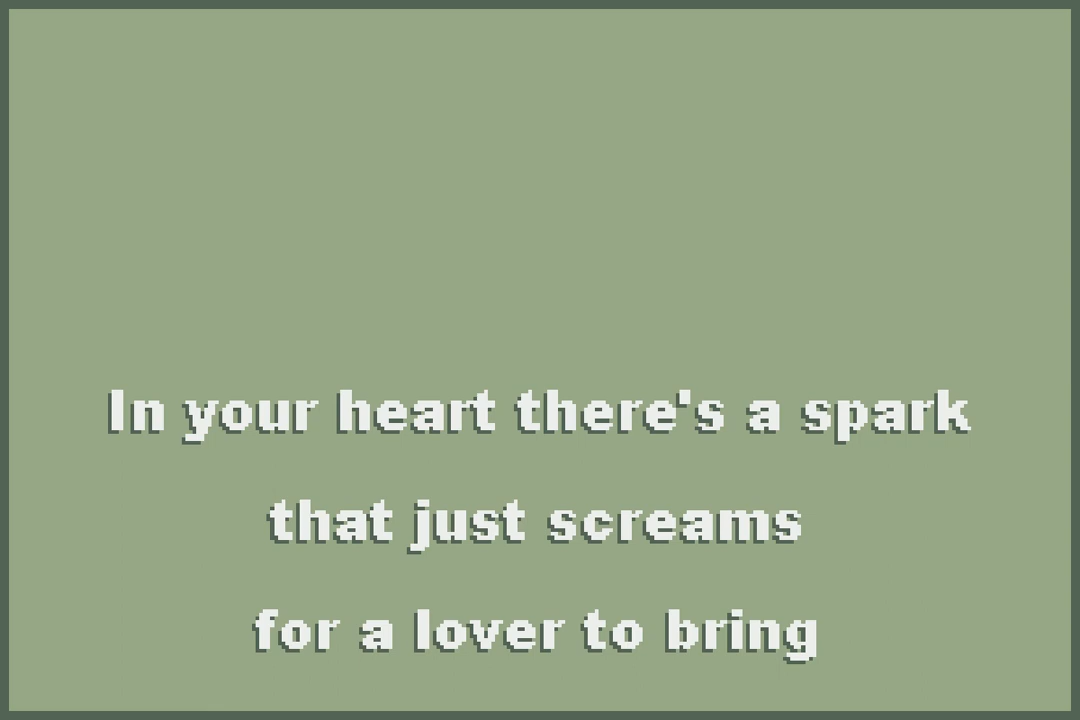 In your heart there's a spark
that just screams
for a lover to bring